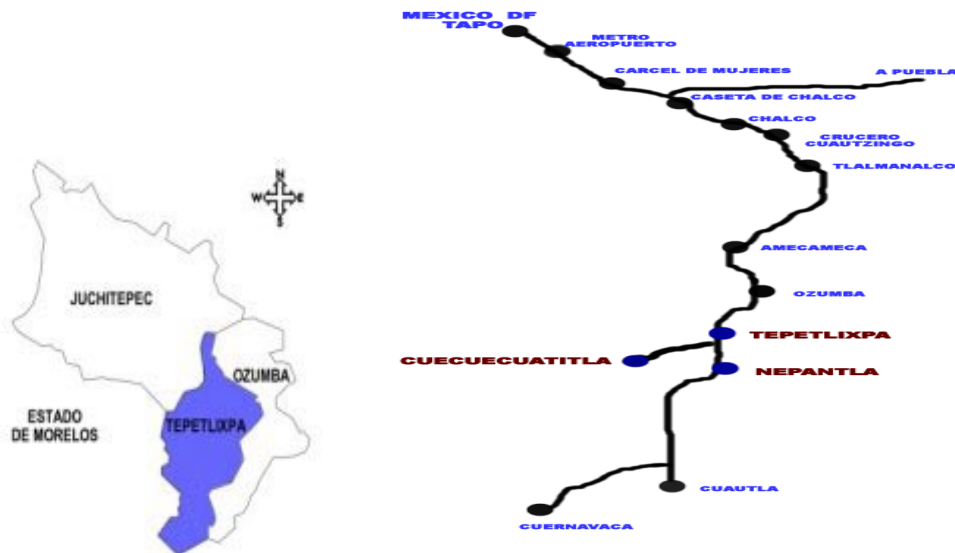 MEXICO DF
TAPO
METRO
AEROPUERTO
CARCEL DE MUJERES
A PUEBLA
CASETA DE CHALCO
CHALCO
CRUCERO
CUAUTZINGO
TLALMANALCO
AMECAMECA
OZUMBA
TEPETLIXPA
CUECUECUATITLA
NEPANTLA
CUAUTLA
CUERNAVACA
N
W E
S
JUCHITEPEC
OZUMBA
ESTADO
DE MORELOS
TEPETLIXPA